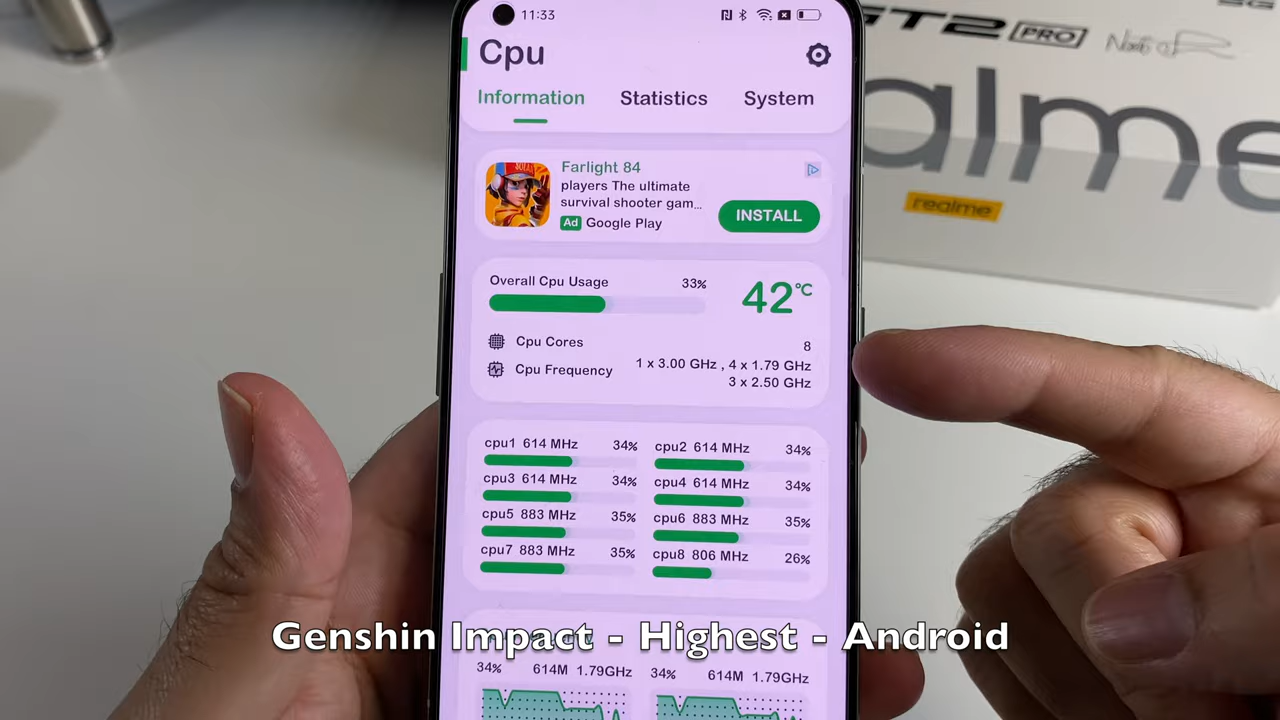 11:33
GT2 PRO
5G
realme
realme
Cpu
Information Statistics System
Farlight 84
players The ultimate
survival shooter gam...
Ad Google Play
INSTALL
Overall Cpu Usage 33%
42°C
Cpu Cores 8
Cpu Frequency 1 x 3.00 GHz , 4 x 1.79 GHz
3 x 2.50 GHz
cpu1 614 MHz 34% cpu2 614 MHz 34%
cpu3 614 MHz 34% cpu4 614 MHz 34%
cpu5 883 MHz 35% cpu6 883 MHz 35%
cpu7 883 MHz 35% cpu8 806 MHz 26%
Genshin Impact - Highest - Android
34% 614M 1.79GHz 34% 614M 1.79GHz